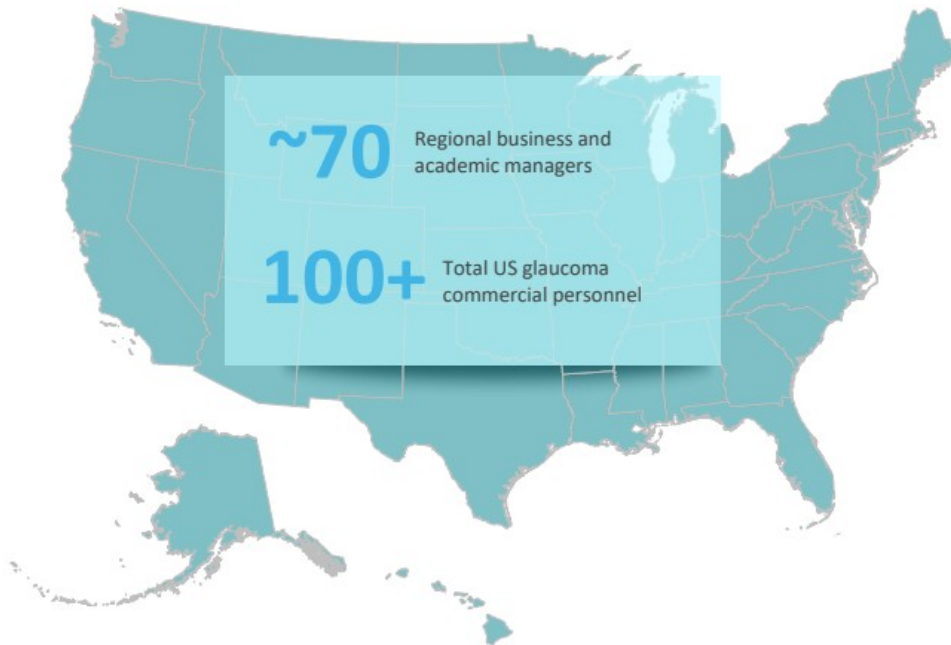 ~70 Regional business and
academic managers
100+ Total US glaucoma
commercial personnel